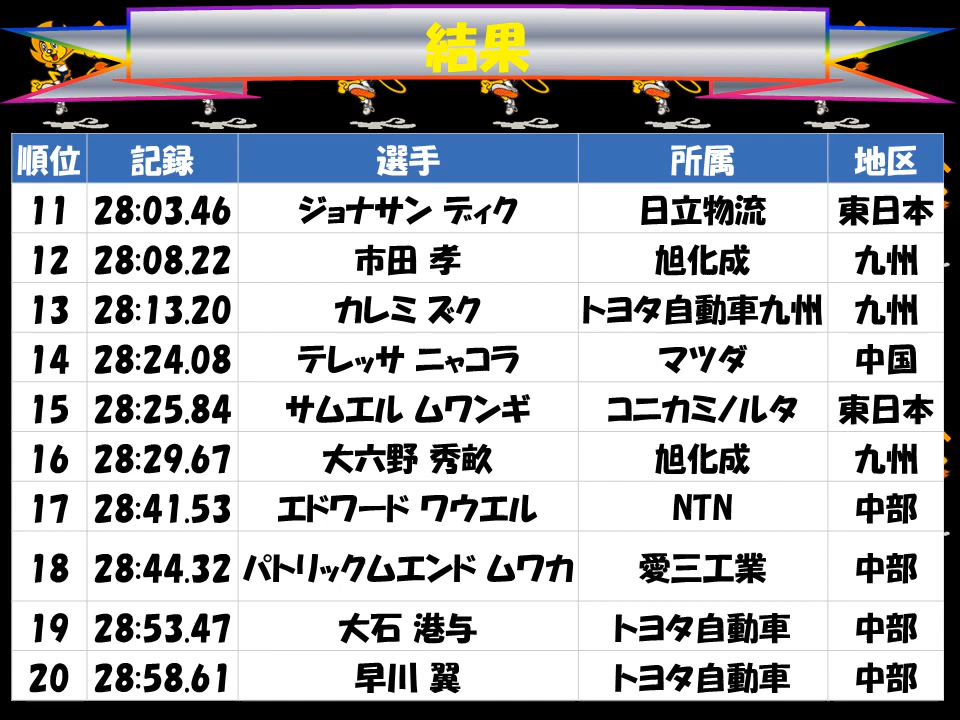 結果
順位 記録 選手 所属 地区
11 28:03.46 ジョナサン ディク 日立物流 東日本
12 28:08.22 市田 孝 旭化成 九州
13 28:13.20 カレミ ズク トヨタ自動車九州 九州
14 28:24.08 テレッサ ニャコラ マツダ 中国
15 28:25.84 サムエル ムワンギ コニカミノルタ 東日本
16 28:29.67 大六野 秀畝 旭化成 九州
17 28:41.53 エドワード ワウエル NTN 中部
18 28:44.32 パトリックムエンド ムワカ 愛三工業 中部
19 28:53.47 大石 港与 トヨタ自動車 中部
20 28:58.61 早川 翼 トヨタ自動車 中部